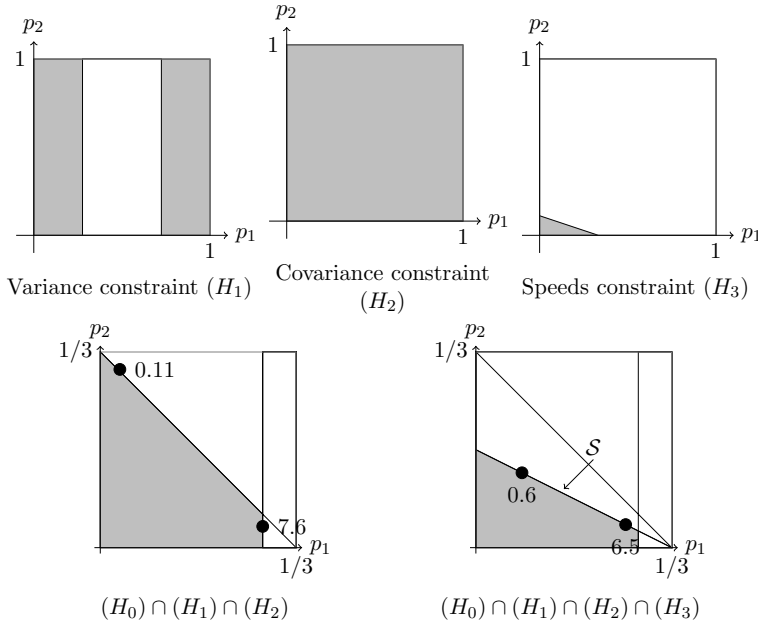 p₂
1
p₁
1
Variance constraint (H₁)
p₂
1
p₁
1
Covariance constraint
(H₂)
p₂
1
p₁
1
Speeds constraint (H₃)
p₂
1/3
0.11
7.6
p₁
1/3
(H₀) ∩ (H₁) ∩ (H₂)
p₂
1/3
𝒮
0.6
6.5
p₁
1/3
(H₀) ∩ (H₁) ∩ (H₂) ∩ (H₃)